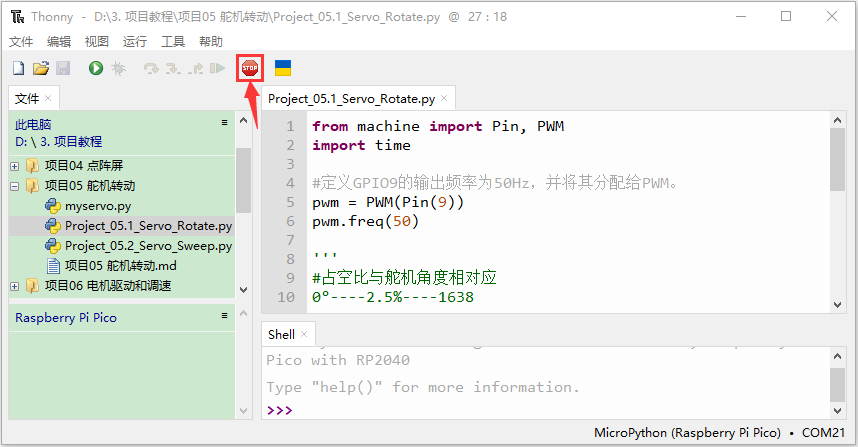 Thonny - D:\3. 项目教程\项目05 舵机转动\Project_05.1_Servo_Rotate.py @ 27 : 18
文件 编辑 视图 运行 工具 帮助
STOP
文件 ×
此电脑
D: \ 3. 项目教程
项目04 点阵屏
项目05 舵机转动
myservo.py
Project_05.1_Servo_Rotate.py
Project_05.2_Servo_Sweep.py
项目05 舵机转动.md
项目06 电机驱动和调速
Raspberry Pi Pico
Project_05.1_Servo_Rotate.py ×
1 from machine import Pin, PWM
2 import time
3
4 #定义GPIO9的输出频率为50Hz，并将其分配给PWM。
5 pwm = PWM(Pin(9))
6 pwm.freq(50)
7
8 '''
9 #占空比与舵机角度相对应
10 0°----2.5%----1638
Shell ×
Pico with RP2040
Type "help()" for more information.
>>>
MicroPython (Raspberry Pi Pico) • COM21